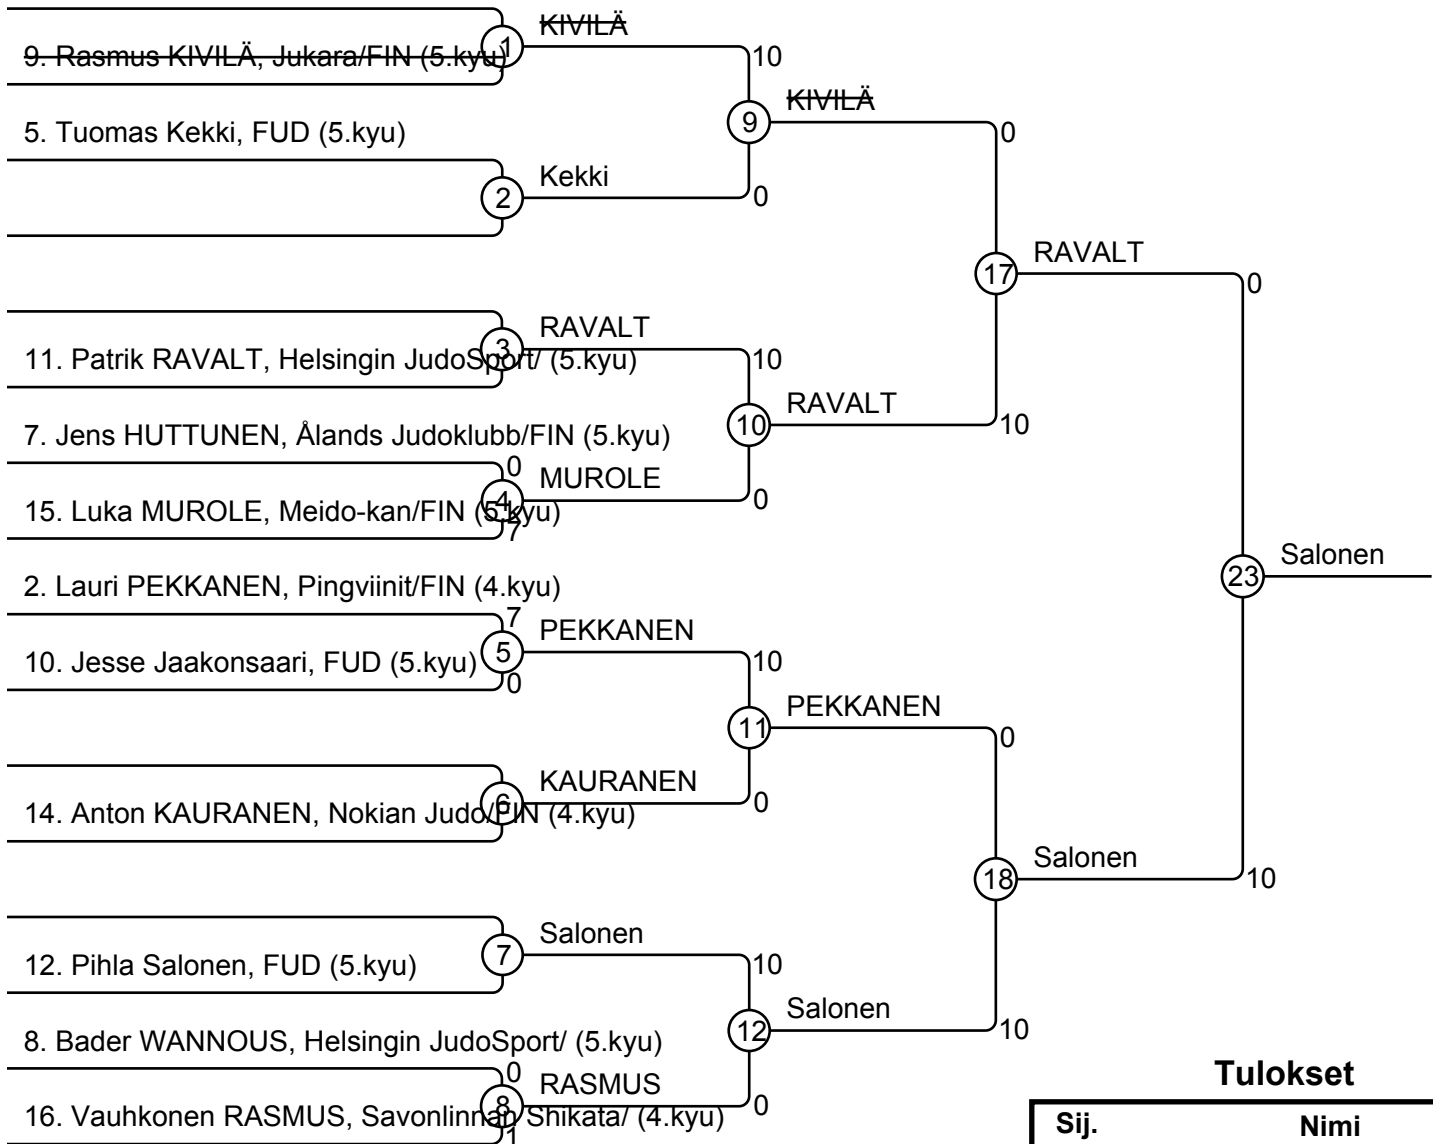 KIVILÄ
9. Rasmus KIVILÄ, Jukara/FIN (5.kyu)
1
10
KIVILÄ
5. Tuomas Kekki, FUD (5.kyu)
9
0
Kekki
2
0
RAVALT
17
0
RAVALT
3
11. Patrik RAVALT, Helsingin JudoSport/ (5.kyu)
10
RAVALT
7. Jens HUTTUNEN, Ålands Judoklubb/FIN (5.kyu)
10
10
0
MUROLE
4
0
15. Luka MUROLE, Meido-kan/FIN (5.kyu)
7
Salonen
23
2. Lauri PEKKANEN, Pingviinit/FIN (4.kyu)
7
PEKKANEN
5
10. Jesse Jaakonsaari, FUD (5.kyu)
10
0
PEKKANEN
11
0
KAURANEN
6
0
14. Anton KAURANEN, Nokian Judo/FIN (4.kyu)
Salonen
18
10
Salonen
7
12. Pihla Salonen, FUD (5.kyu)
10
Salonen
12
10
8. Bader WANNOUS, Helsingin JudoSport/ (5.kyu)
0
RASMUS
8
0
16. Vauhkonen RASMUS, Savonlinnan Shikata/ (4.kyu)
1
Tulokset
Sij. Nimi